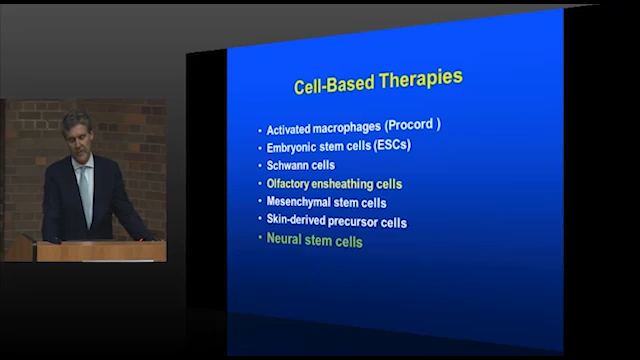 Cell-Based Therapies
• Activated macrophages (Procord )
• Embryonic stem cells (ESCs)
• Schwann cells
• Olfactory ensheathing cells
• Mesenchymal stem cells
• Skin-derived precursor cells
• Neural stem cells